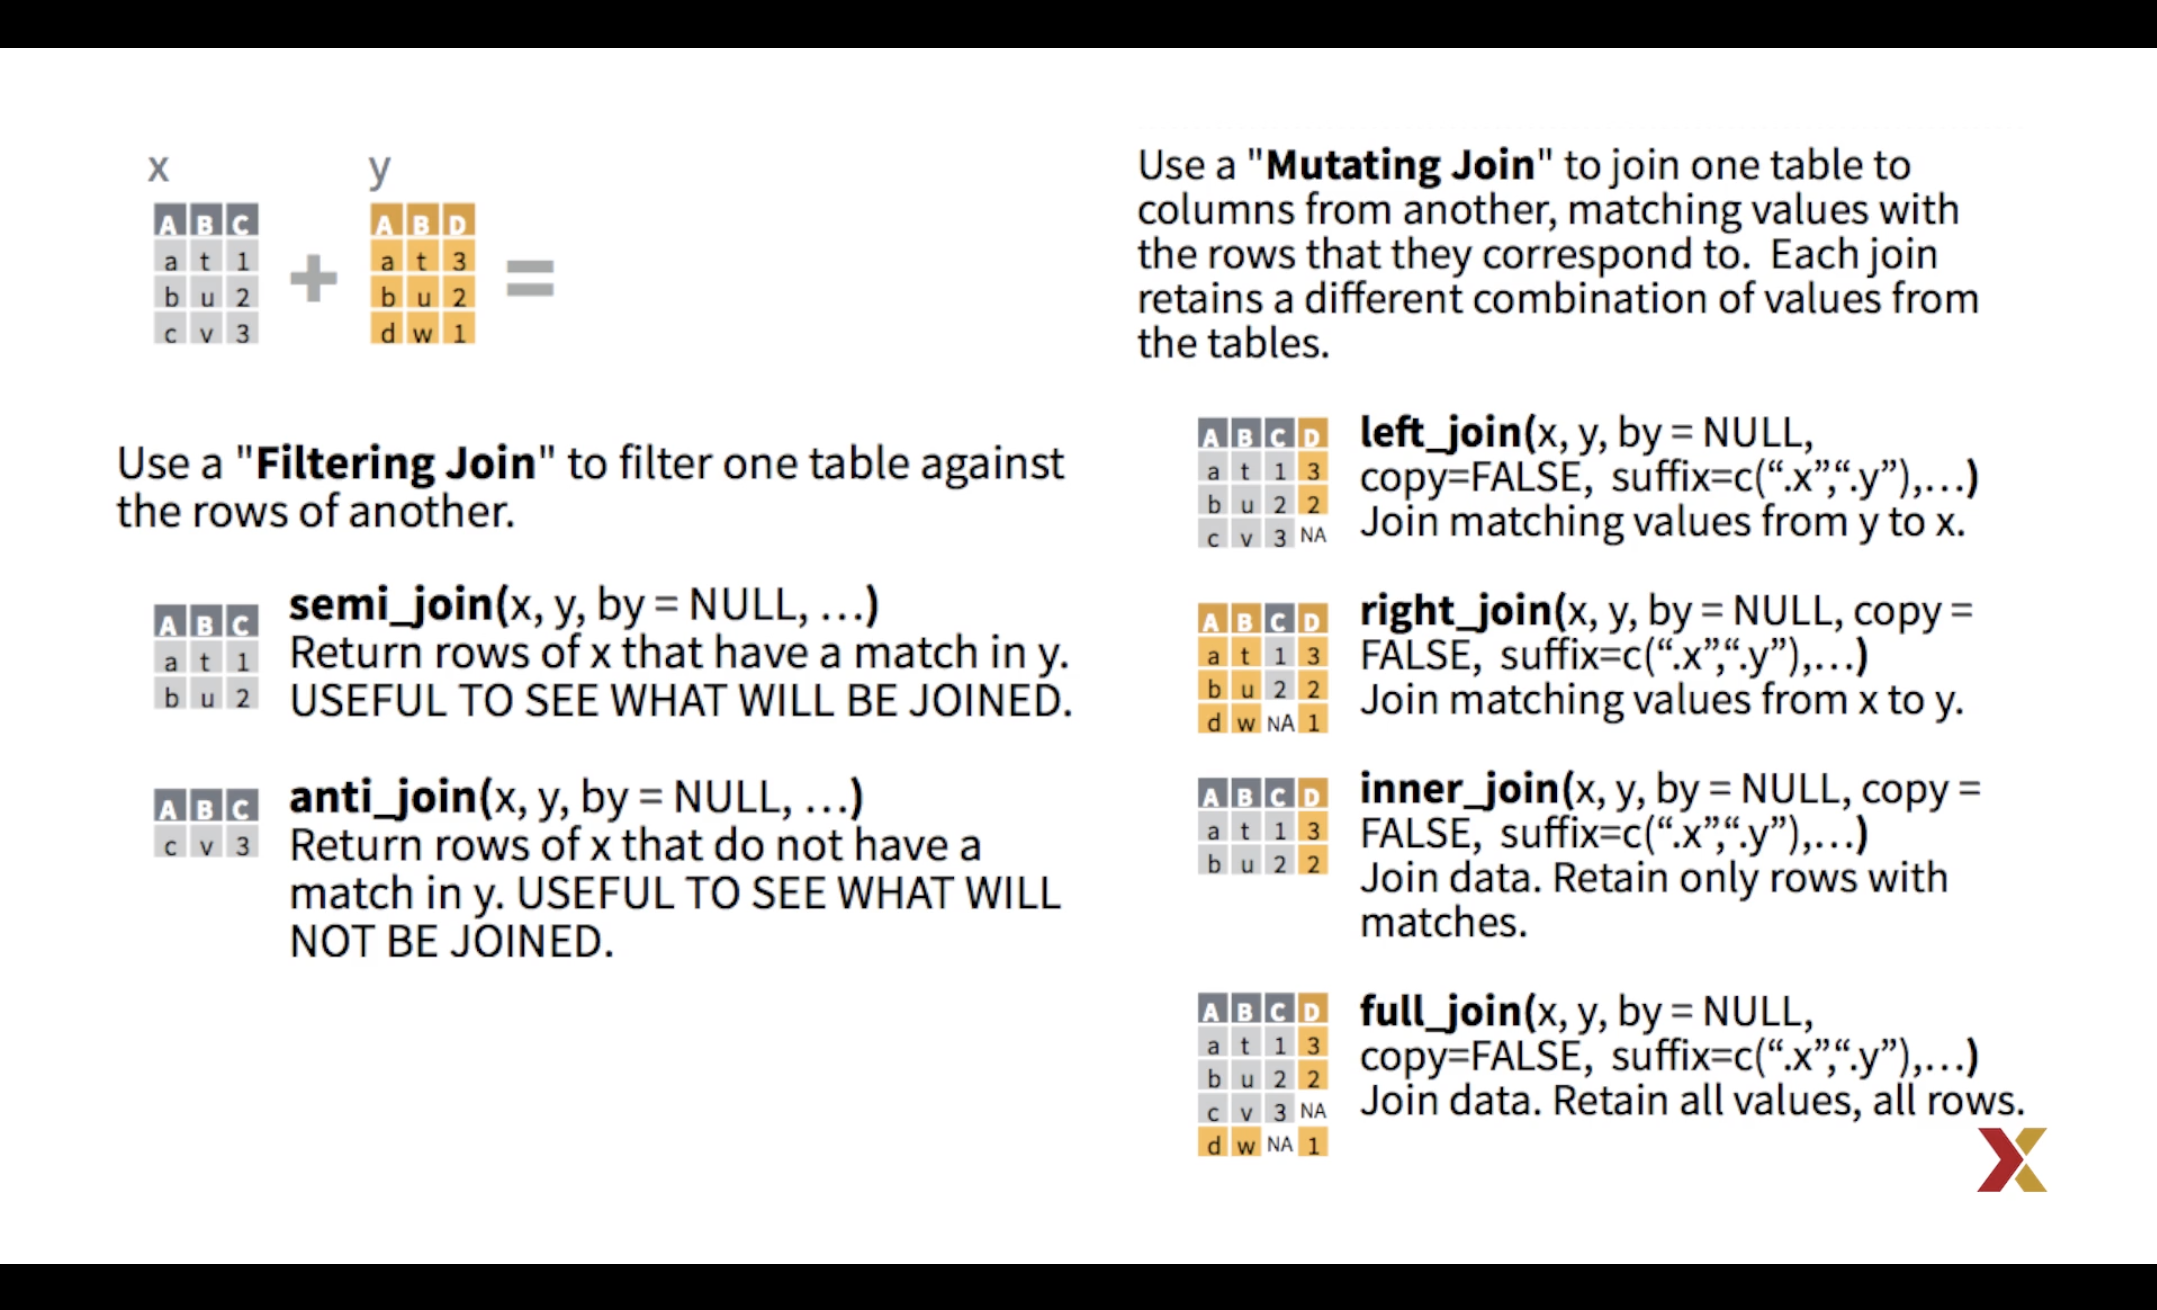 x y
A B C
a t 1
b u 2
c v 3
+
A B D
a t 3
b u 2
d w 1
=
Use a "Filtering Join" to filter one table against
the rows of another.
A B C
a t 1
b u 2
semi_join(x, y, by = NULL, …)
Return rows of x that have a match in y.
USEFUL TO SEE WHAT WILL BE JOINED.
A B C
c v 3
anti_join(x, y, by = NULL, …)
Return rows of x that do not have a
match in y. USEFUL TO SEE WHAT WILL
NOT BE JOINED.
Use a "Mutating Join" to join one table to
columns from another, matching values with
the rows that they correspond to.  Each join
retains a different combination of values from
the tables.
A B C D
a t 1 3
b u 2 2
c v 3 NA
left_join(x, y, by = NULL,
copy=FALSE, suffix=c(“.x”,“.y”),…)
Join matching values from y to x.
A B C D
a t 1 3
b u 2 2
d w NA 1
right_join(x, y, by = NULL, copy =
FALSE, suffix=c(“.x”,“.y”),…)
Join matching values from x to y.
A B C D
a t 1 3
b u 2 2
inner_join(x, y, by = NULL, copy =
FALSE, suffix=c(“.x”,“.y”),…)
Join data. Retain only rows with
matches.
A B C D
a t 1 3
b u 2 2
c v 3 NA
d w NA 1
full_join(x, y, by = NULL,
copy=FALSE, suffix=c(“.x”,“.y”),…)
Join data. Retain all values, all rows.